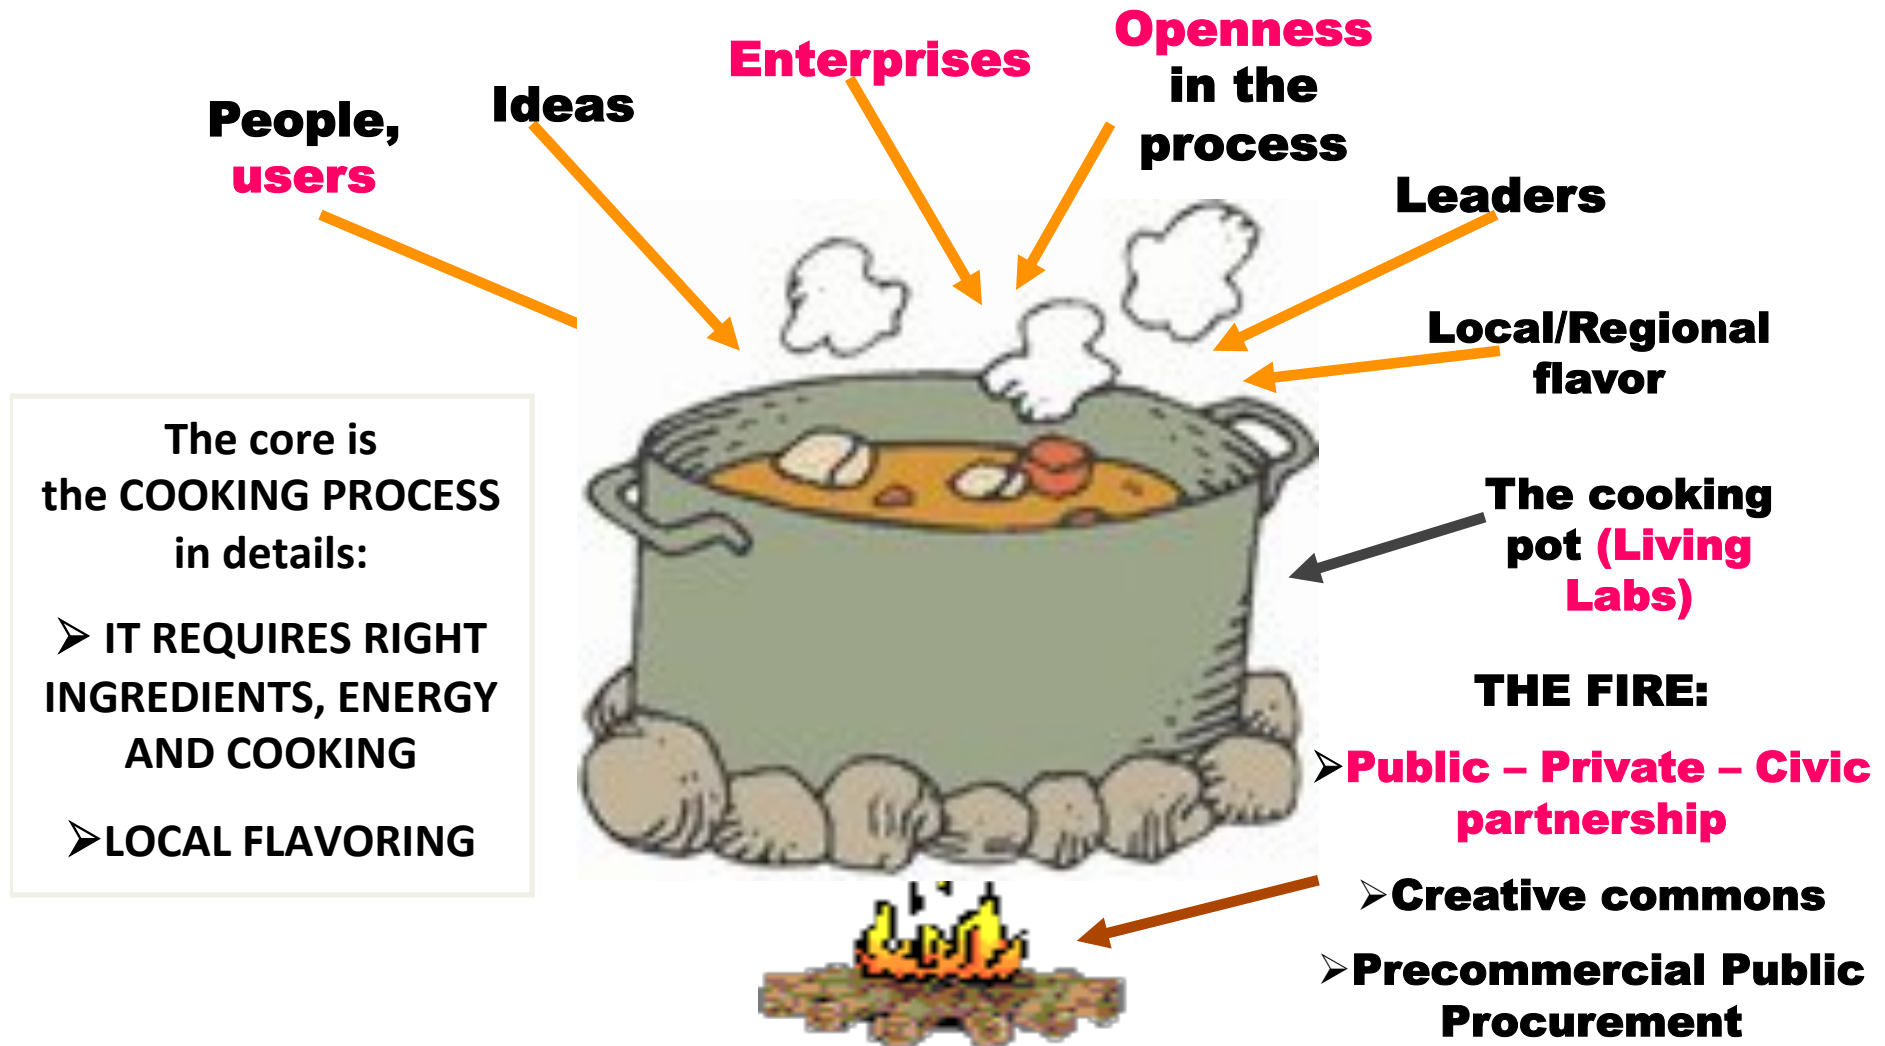 People,
users
Ideas
Enterprises
Openness
in the
process
Leaders
Local/Regional
flavor
The core is
the COOKING PROCESS
in details:
➢ IT REQUIRES RIGHT
INGREDIENTS, ENERGY
AND COOKING
➢LOCAL FLAVORING
The cooking
pot (Living
Labs)
THE FIRE:
➢Public – Private – Civic
partnership
➢Creative commons
➢Precommercial Public
Procurement